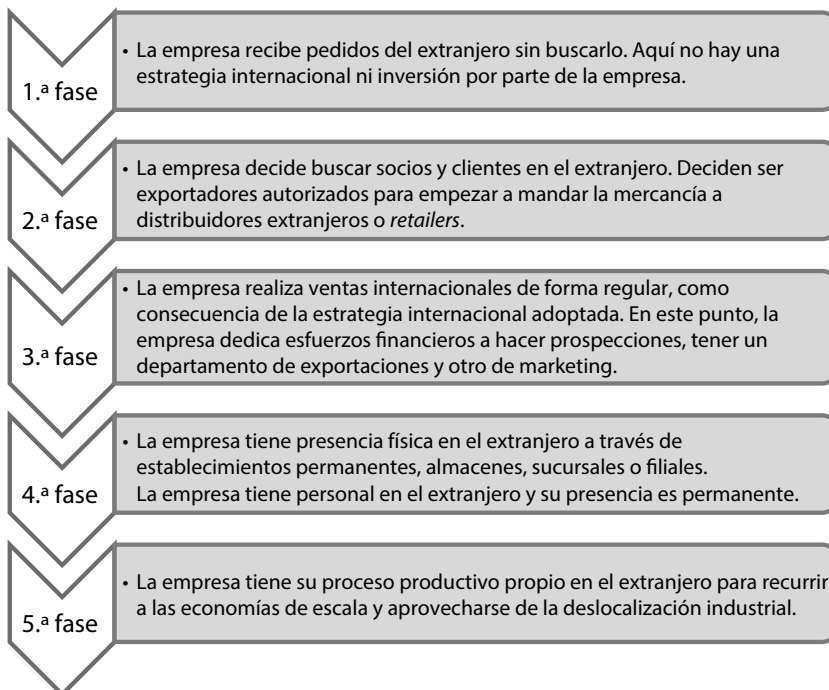 1.ª fase
• La empresa recibe pedidos del extranjero sin buscarlo. Aquí no hay una
estrategia internacional ni inversión por parte de la empresa.
2.ª fase
• La empresa decide buscar socios y clientes en el extranjero. Deciden ser
exportadores autorizados para empezar a mandar la mercancía a
distribuidores extranjeros o retailers.
3.ª fase
• La empresa realiza ventas internacionales de forma regular, como
consecuencia de la estrategia internacional adoptada. En este punto, la
empresa dedica esfuerzos financieros a hacer prospecciones, tener un
departamento de exportaciones y otro de marketing.
4.ª fase
• La empresa tiene presencia física en el extranjero a través de
establecimientos permanentes, almacenes, sucursales o filiales.
La empresa tiene personal en el extranjero y su presencia es permanente.
5.ª fase
• La empresa tiene su proceso productivo propio en el extranjero para recurrir
a las economías de escala y aprovecharse de la deslocalización industrial.